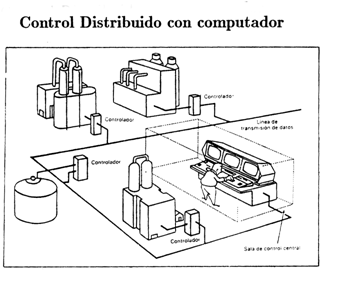 Control Distribuido con computador
Controlador
Controlador
Línea de
transmisión de datos
Controlador
Controlador
Sala de control central